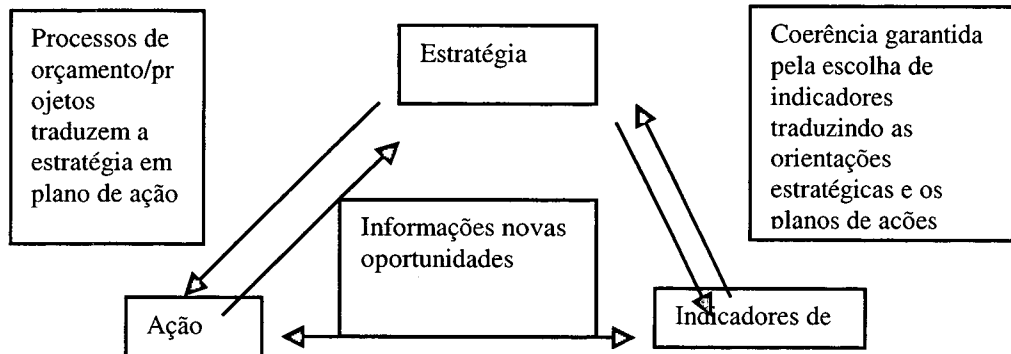 Processos de
orçamento/pr
ojetos
traduzem a
estratégia em
plano de ação
Estratégia
Coerência garantida
pela escolha de
indicadores
traduzindo as
orientações
estratégicas e os
planos de ações
Informações novas
oportunidades
Ação
Indicadores de